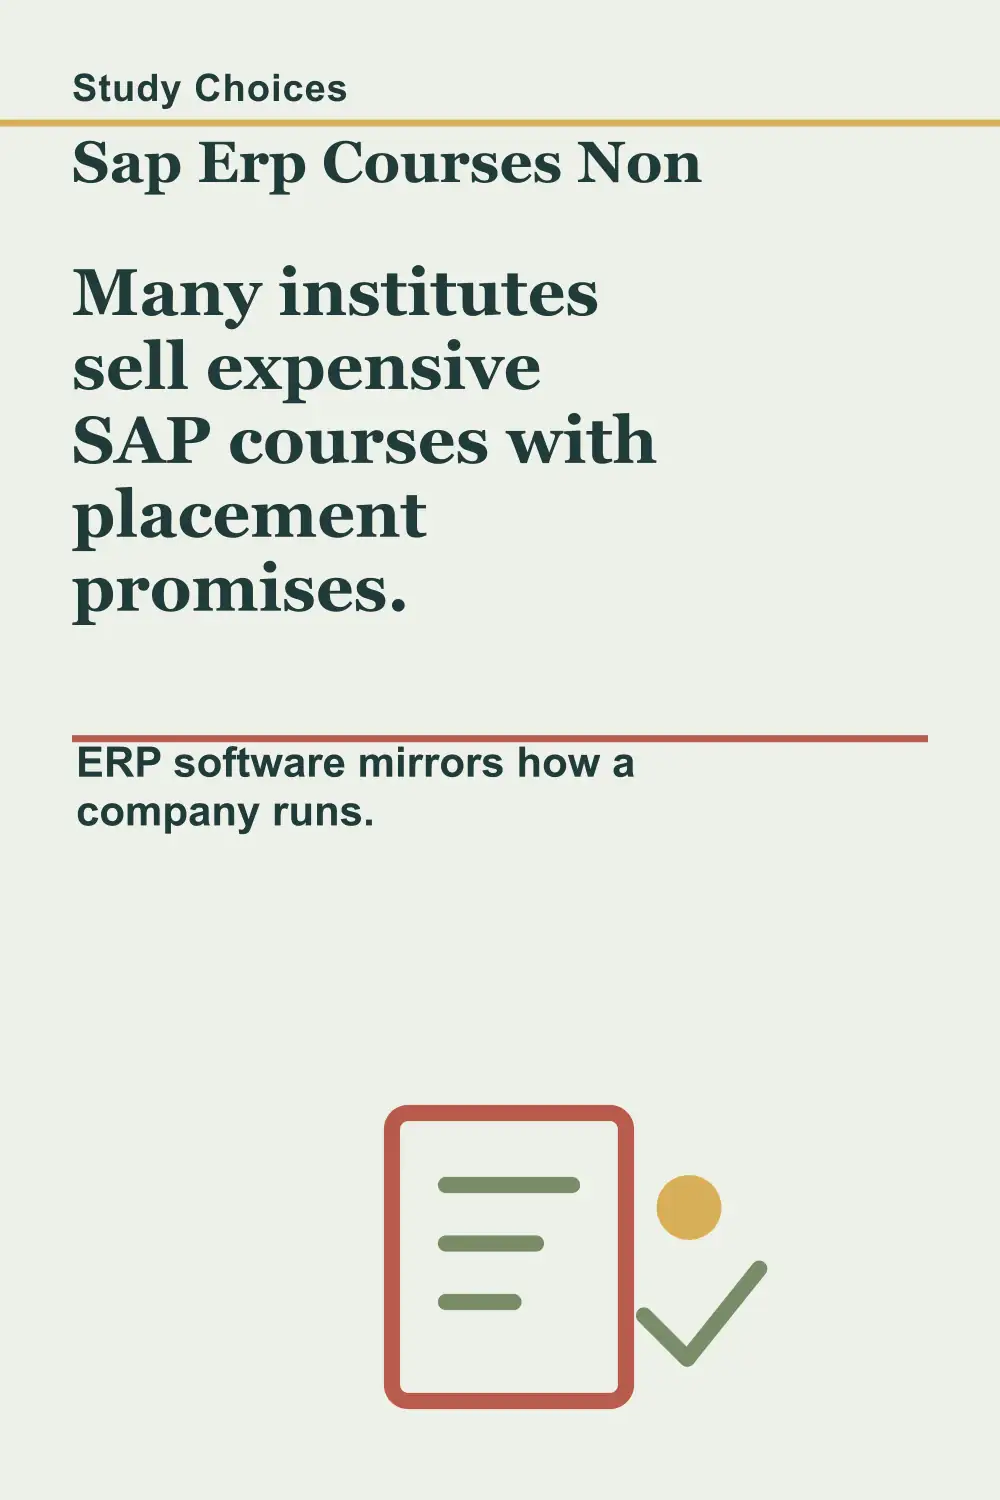 Study Choices
Sap Erp Courses Non
Many institutes
sell expensive
SAP courses with
placement
promises.
ERP software mirrors how a
company runs.